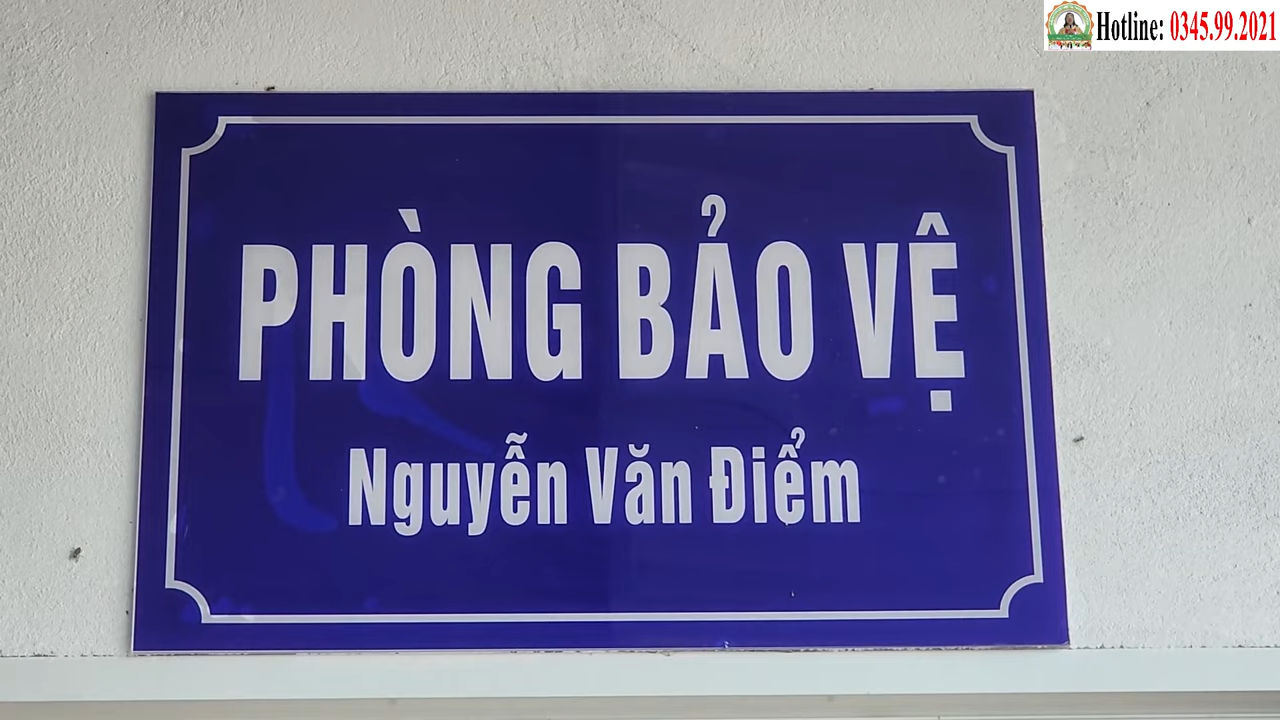 Hotline: 0345.99.2021
PHÒNG BẢO VỆ
Nguyễn Văn Điểm